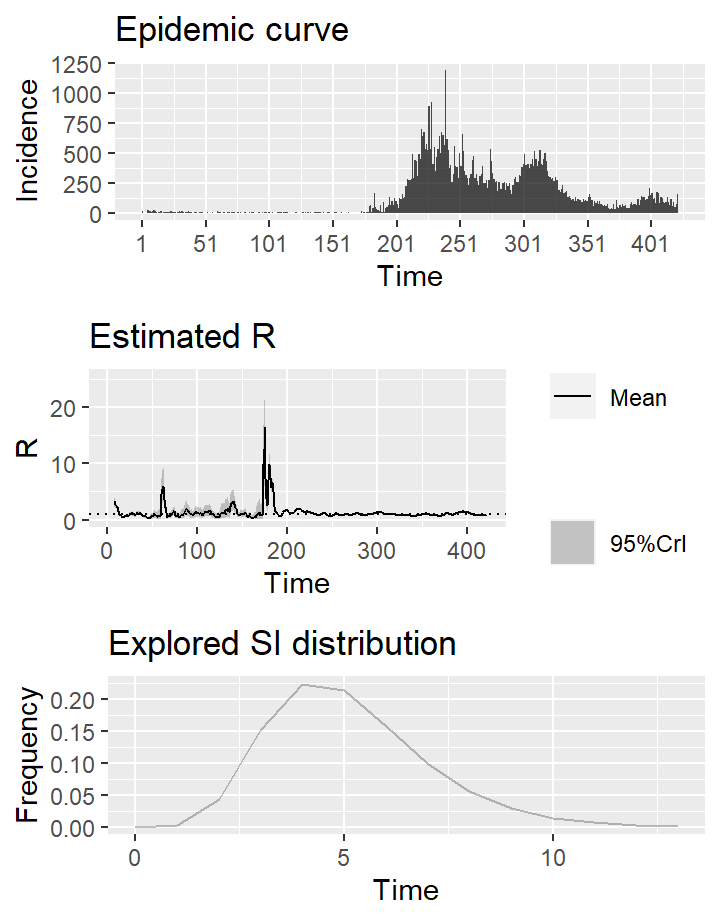 Epidemic curve
Incidence
1250
1000
750
500
250
0
1 51 101 151 201 251 301 351 401
Time
Estimated R
R
20
10
0
0 100 200 300 400
Time
Mean
95%CrI
Explored SI distribution
Frequency
0.20
0.15
0.10
0.05
0.00
0 5 10
Time